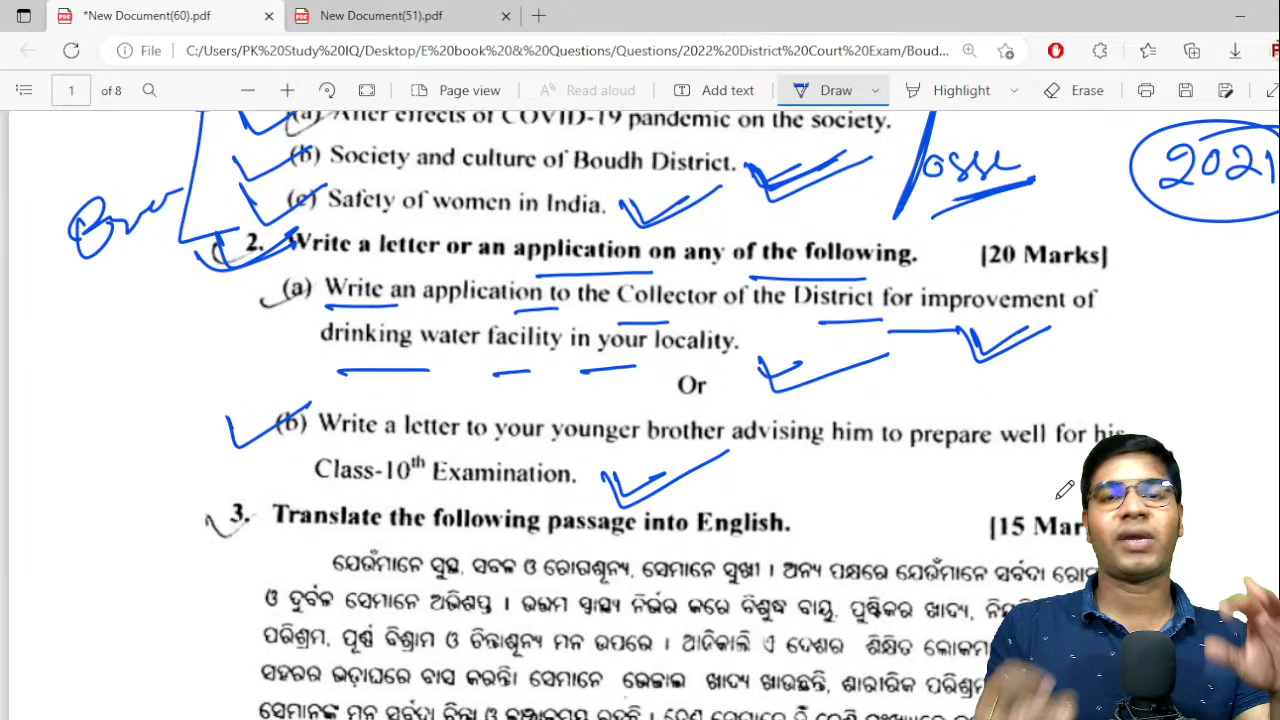 *New Document(60).pdf
New Document(51).pdf
File
C:/Users/PK%20Study%20IQ/Desktop/E%20book%20&%20Questions/Questions/2022%20District%20Court%20Exam/Boud...
1
of 8
Page view
Read aloud
Add text
Draw
Highlight
Erase
(a) After effects of COVID-19 pandemic on the society.
(b) Society and culture of Boudh District.
(c) Safety of women in India.
2021
2. Write a letter or an application on any of the following. [20 Marks]
(a) Write an application to the Collector of the District for improvement of
drinking water facility in your locality.
Or
(b) Write a letter to your younger brother advising him to prepare well for his
Class-10th Examination.
3. Translate the following passage into English. [15 Mar
ଯେଉଁମାନେ ସୁସ୍ଥ, ସବଳ ଓ ରୋଗଶୂନ୍ୟ, ସେମାନେ ସୁଖୀ । ଅନ୍ୟ ପକ୍ଷରେ ଯେଉଁମାନେ ସର୍ବଦା
ଓ ଦୁର୍ବଳ ସେମାନେ ଅଭିଶପ୍ତ । ଉତ୍ତମ ସ୍ୱାସ୍ଥ୍ୟ ନିର୍ଭର କରେ ବିଶୁଦ୍ଧ ବାୟୁ, ପୁଷ୍ଟିକର ଖାଦ୍ୟ,
ପରିଶ୍ରମ, ପୂର୍ଣ୍ଣ ବିଶ୍ରାମ ଓ ଚିନ୍ତାଶୂନ୍ୟ ମନ ଉପରେ । ଆଜିକାଲି ଏ ଦେଶର ଶିକ୍ଷିତ
ସହରର ଭଡ଼ାଘରେ ବାସ କରନ୍ତି। ସେମାନେ ଭେଜାଲ ଖାଦ୍ୟ ଖାଉଛନ୍ତି, ଶାରୀରିକ
ସେମାନଙ୍କ ମନ ସର୍ବଦା ଚିନ୍ତା ଓ